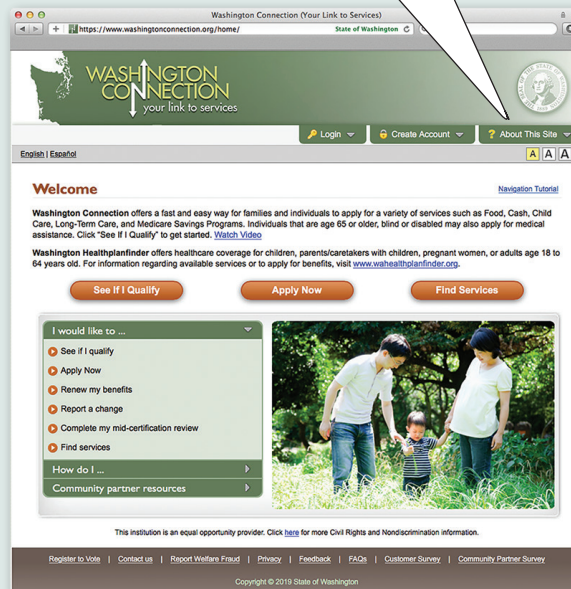 Washington Connection (Your Link to Services)
https://www.washingtonconnection.org/home/
State of Washington
WASHINGTON
CONNECTION
your link to services
Login
Create Account
? About This Site
English | Español
A A A
Welcome
Navigation Tutorial
Washington Connection offers a fast and easy way for families and individuals to apply for a variety of services such as Food, Cash, Child
Care, Long-Term Care, and Medicare Savings Programs. Individuals that are age 65 or older, blind or disabled may also apply for medical
assistance. Click “See If I Qualify” to get started. Watch Video
Washington Healthplanfinder offers healthcare coverage for children, parents/caretakers with children, pregnant women, or adults age 18 to
64 years old. For information regarding available services or to apply for benefits, visit www.wahealthplanfinder.org.
See If I Qualify
Apply Now
Find Services
I would like to ...
See if I qualify
Apply Now
Renew my benefits
Report a change
Complete my mid-certification review
Find services
How do I ...
Community partner resources
This institution is an equal opportunity provider. Click here for more Civil Rights and Nondiscrimination information.
Register to Vote | Contact us | Report Welfare Fraud | Privacy | Feedback | FAQs | Customer Survey | Community Partner Survey
Copyright © 2019 State of Washington